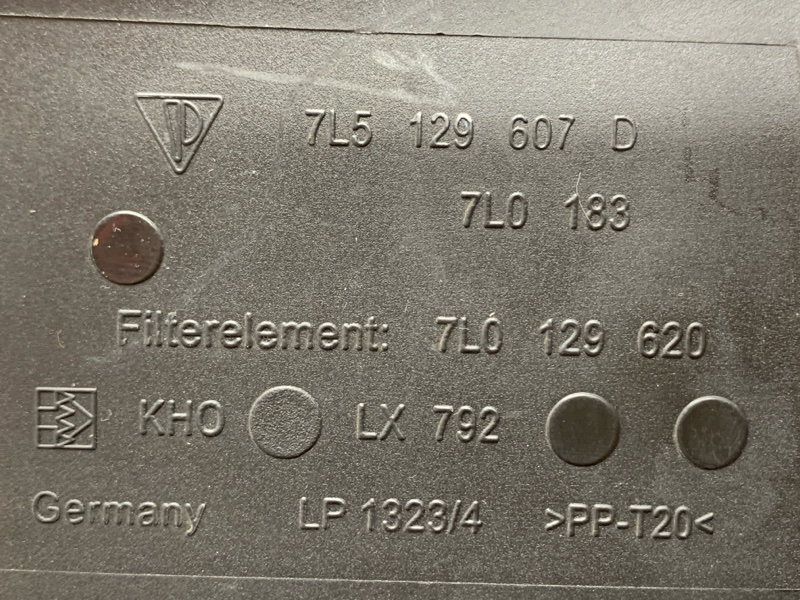 7L5 129 607 D
7L0 183
Filterelement: 7L0 129 620
KHO LX 792
Germany LP 1323/4 >PP-T20<